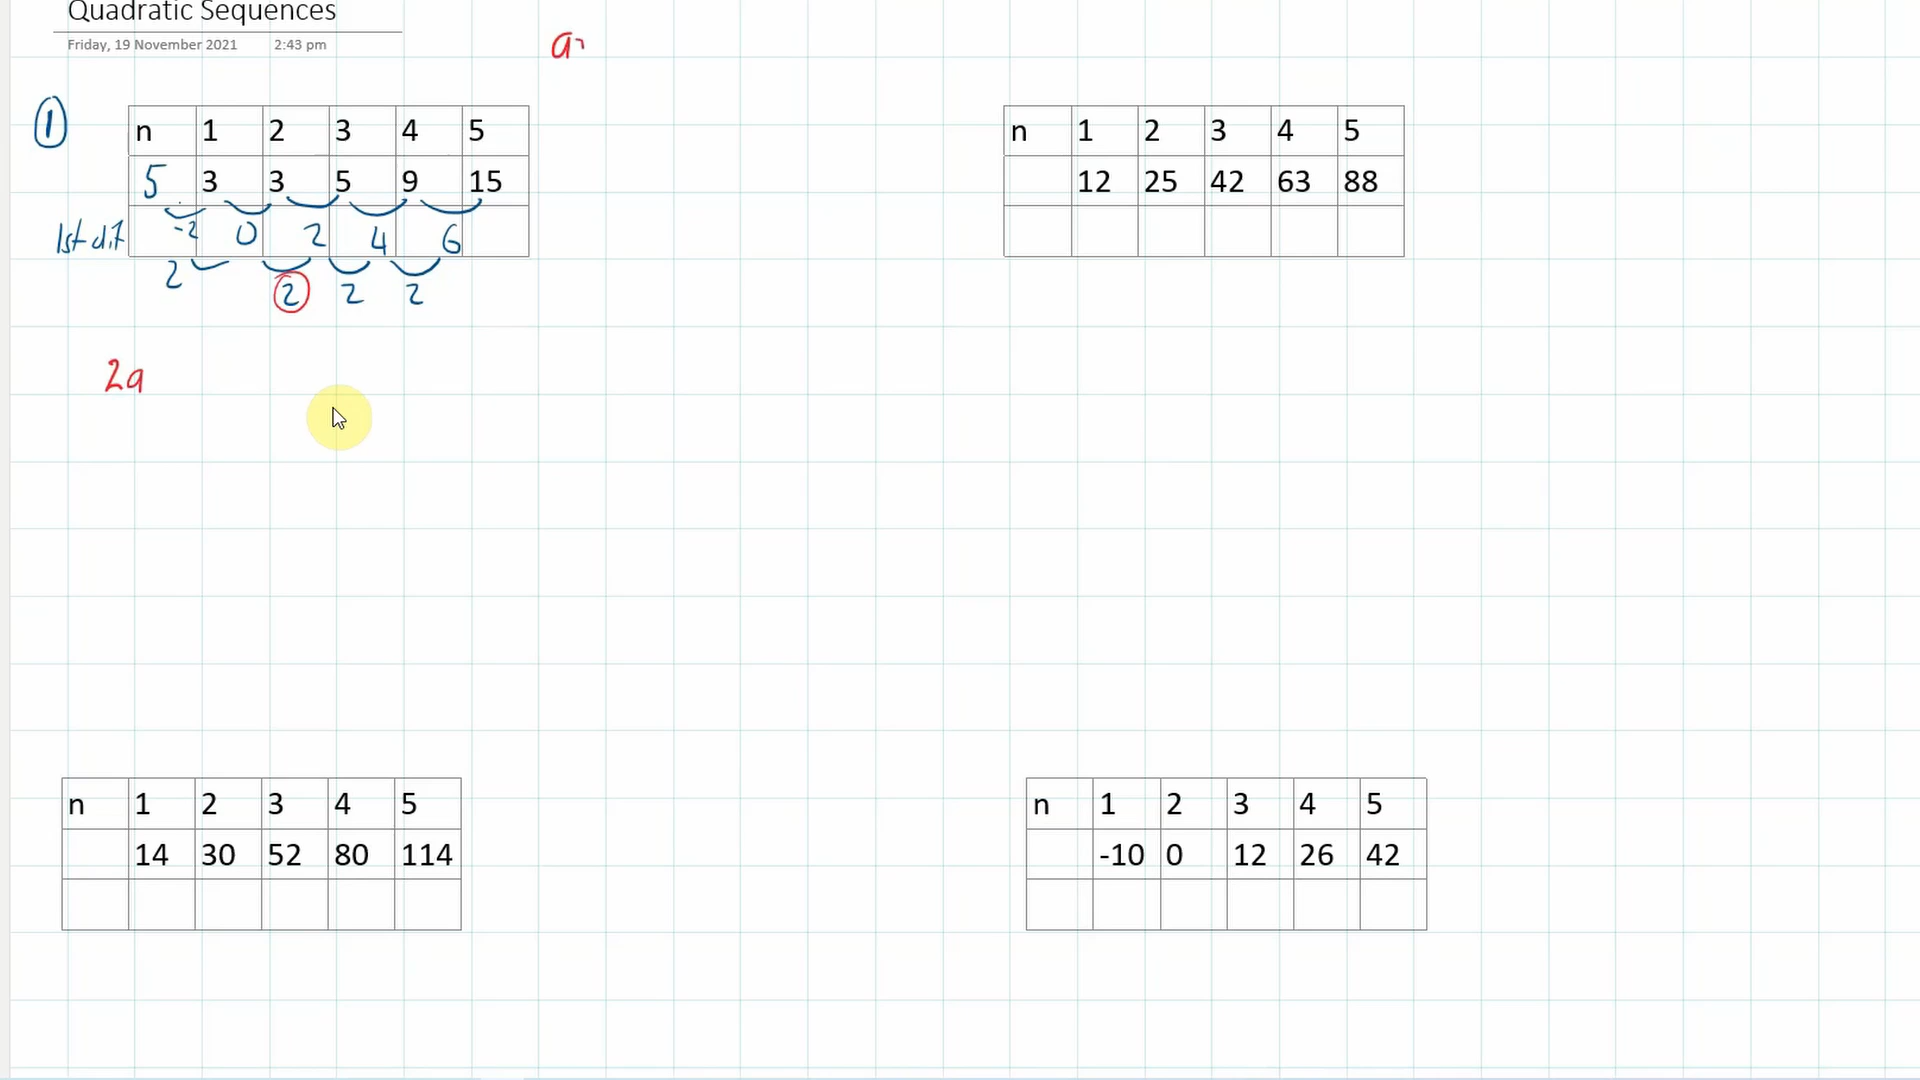 Quadratic Sequences
Friday, 19 November 2021 2:43 pm
a
1
n 1 2 3 4 5
5 3 3 5 9 15
1st dif -2 0 2 4 6
2 2 2 2
2a
n 1 2 3 4 5
12 25 42 63 88
n 1 2 3 4 5
14 30 52 80 114
n 1 2 3 4 5
-10 0 12 26 42